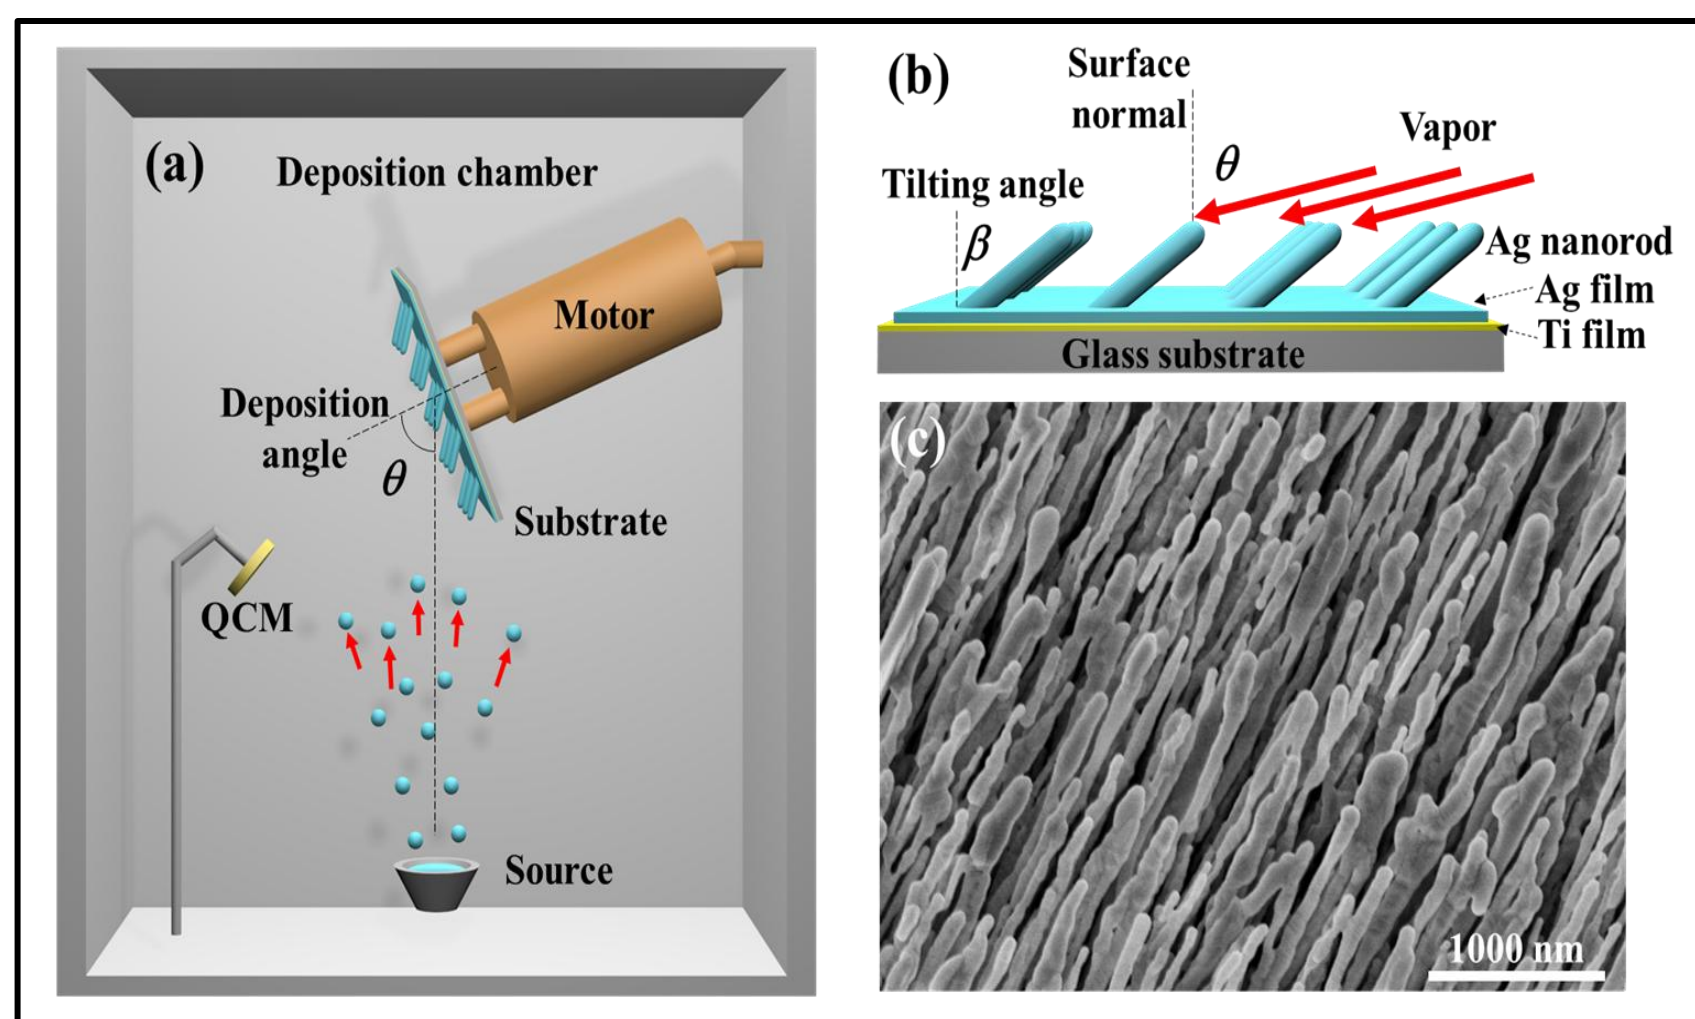 (a)
Deposition chamber
Motor
Deposition
angle
θ
Substrate
QCM
Source
(b)
Surface
normal
θ
Vapor
Tilting angle
β
Ag nanorod
Ag film
Ti film
Glass substrate
(c)
1000 nm